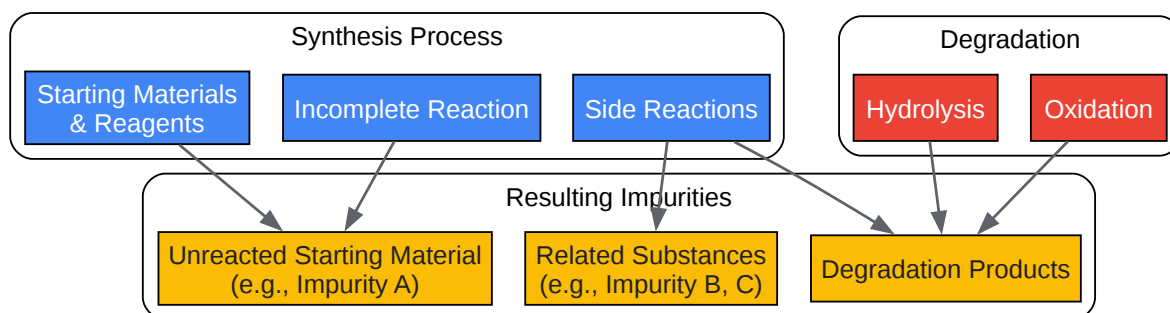 Synthesis Process
Degradation
Starting Materials
& Reagents
Incomplete Reaction
Side Reactions
Hydrolysis
Oxidation
Resulting Impurities
Unreacted Starting Material
(e.g., Impurity A)
Related Substances
(e.g., Impurity B, C)
Degradation Products